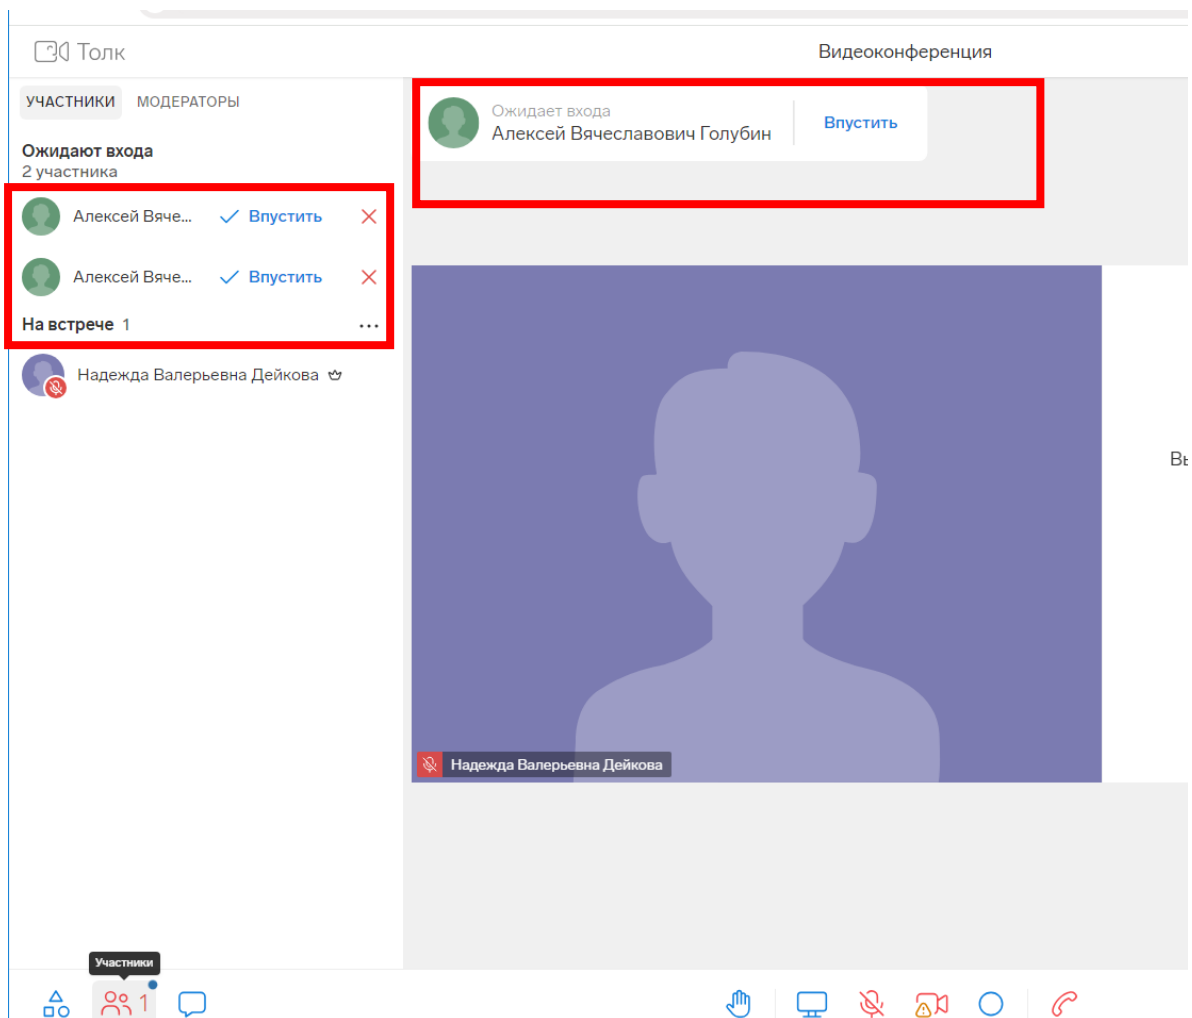 Толк
Видеоконференция
УЧАСТНИКИ МОДЕРАТОРЫ
Ожидают входа
2 участника
Алексей Вяче... Впустить
Алексей Вяче... Впустить
На встрече 1
Надежда Валерьевна Дейкова
Ожидает входа
Алексей Вячеславович Голубин
Впустить
Вы
Надежда Валерьевна Дейкова
Участники
1